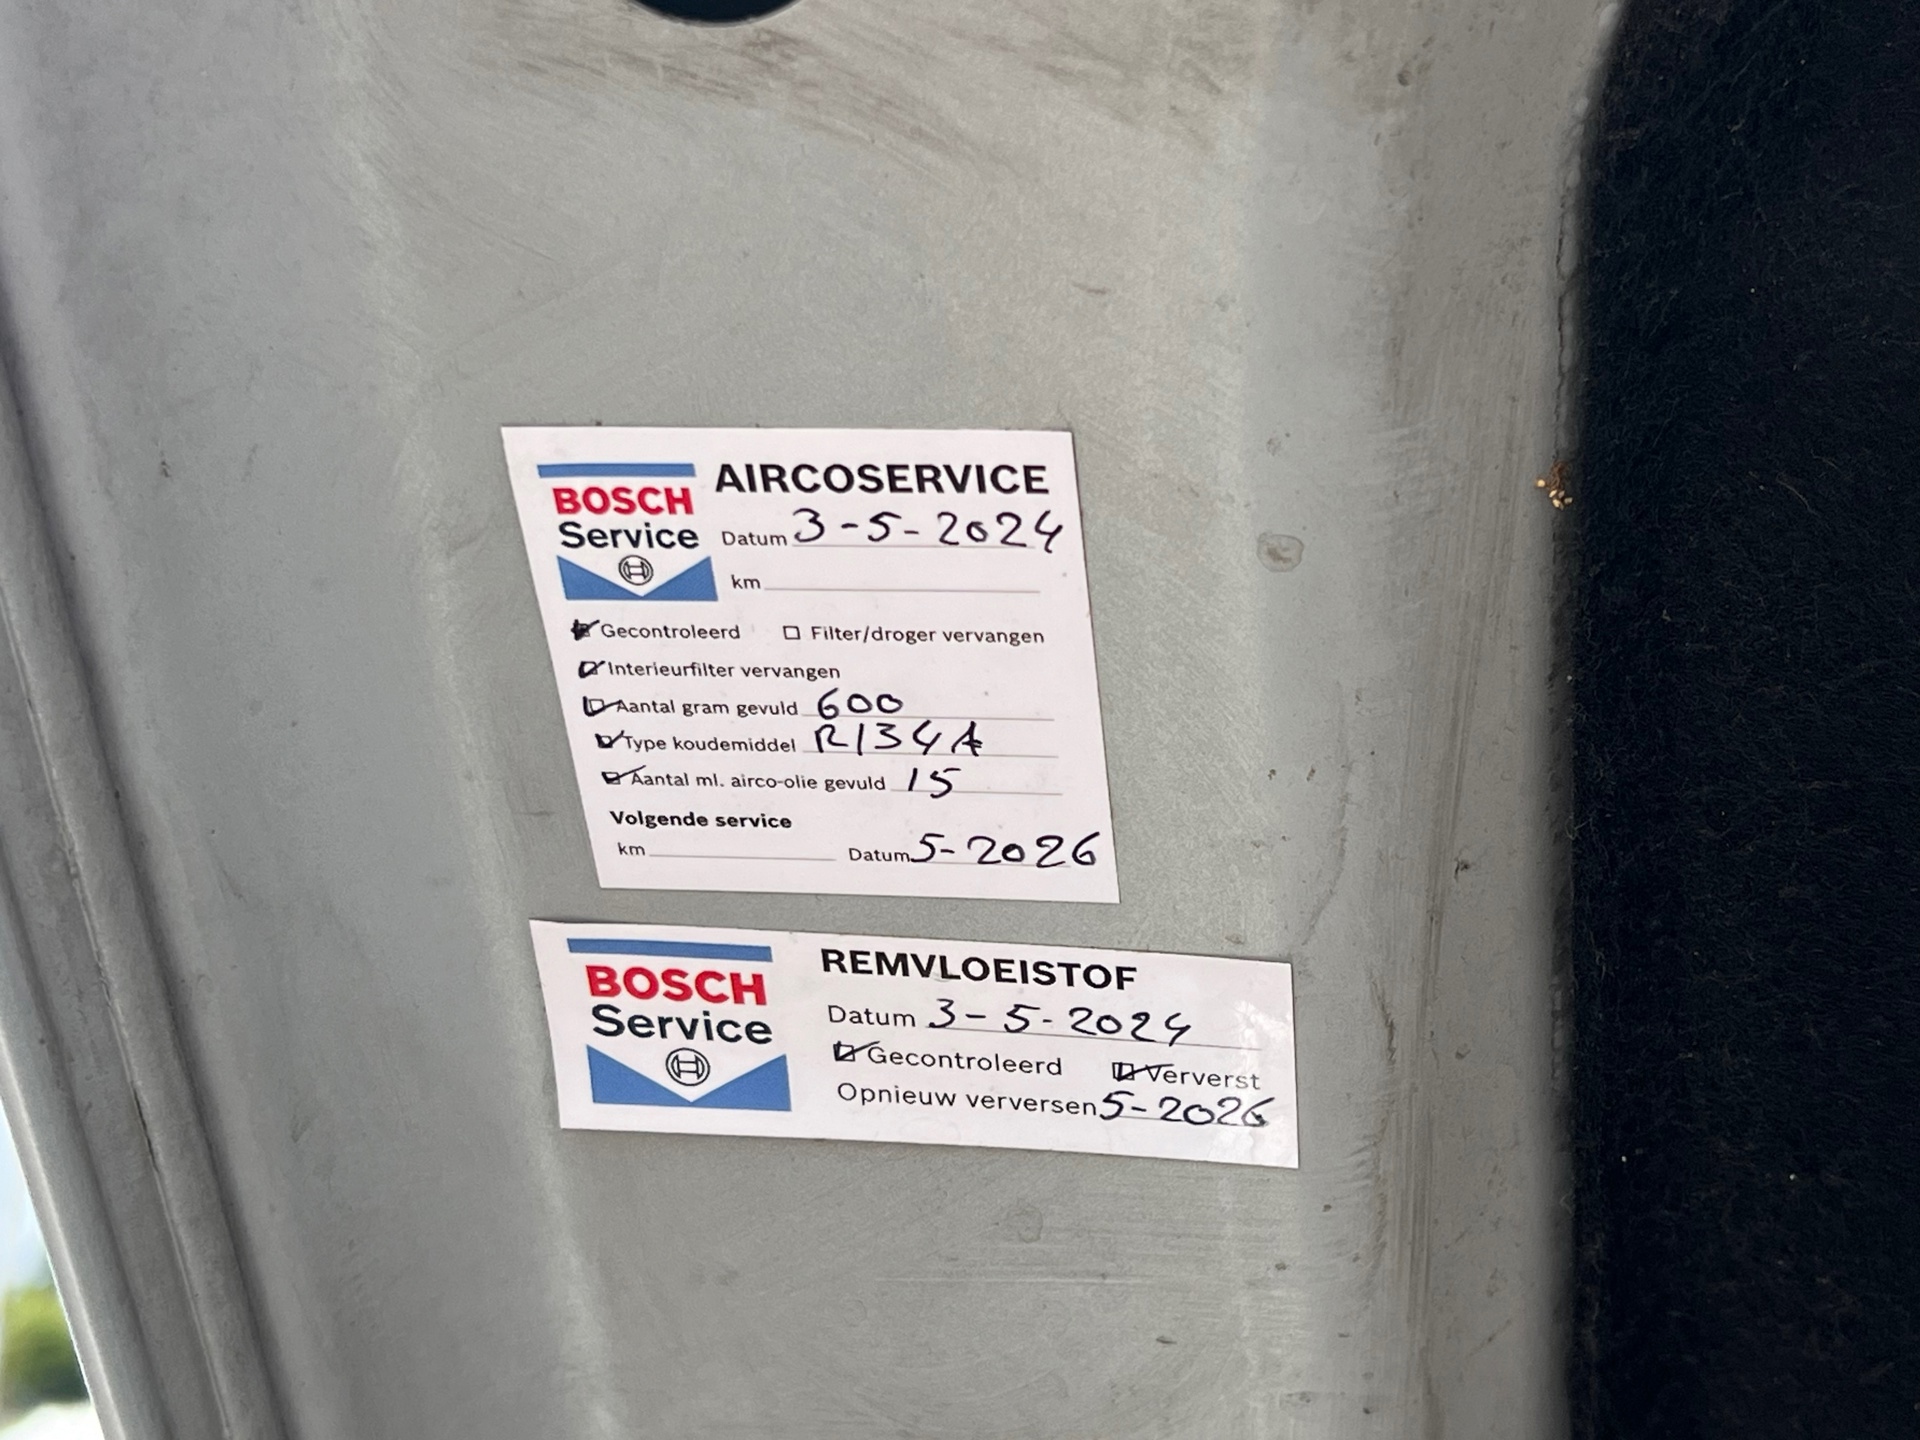 BOSCH
Service
AIRCOSERVICE
Datum 3-5-2024
km
Gecontroleerd Filter/droger vervangen
Interieurfilter vervangen
Aantal gram gevuld 600
Type koudemiddel R134A
Aantal ml. airco-olie gevuld 15
Volgende service
km Datum 5-2026
BOSCH
Service
REMVLOEISTOF
Datum 3-5-2024
Gecontroleerd Ververst
Opnieuw verversen 5-2026